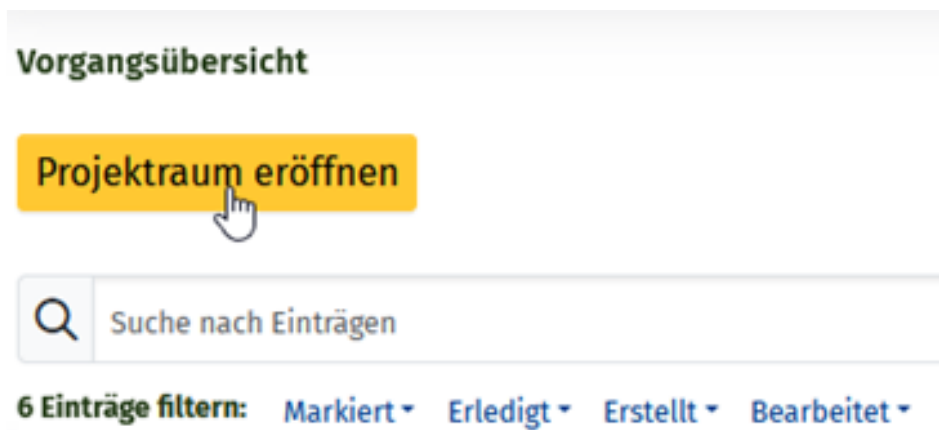 Vorgangsübersicht
Projektraum eröffnen
Suche nach Einträgen
6 Einträge filtern: Markiert Erledigt Erstellt Bearbeitet